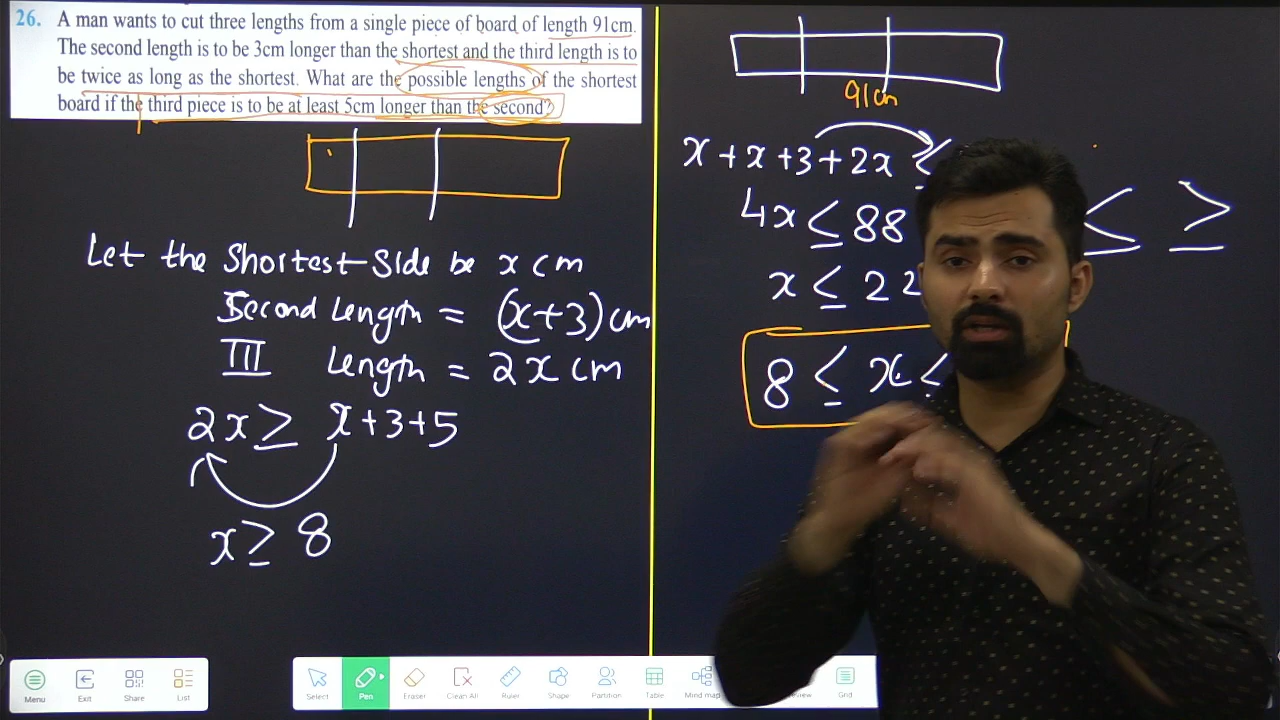 26. A man wants to cut three lengths from a single piece of board of length 91cm.
The second length is to be 3cm longer than the shortest and the third length is to
be twice as long as the shortest. What are the possible lengths of the shortest
board if the third piece is to be at least 5cm longer than the second?
Let the Shortest Side be x cm
Second Length = (x+3) cm
III Length = 2x cm
2x ≥ x+3+5
x ≥ 8
91cm
x + x + 3 + 2x ≤
4x ≤ 88
x ≤ 22
8 ≤ x ≤
≤ ≥
Menu Exit Share List
Select Pen Eraser Clean All Ruler Shape Partition Table Mind map Grid